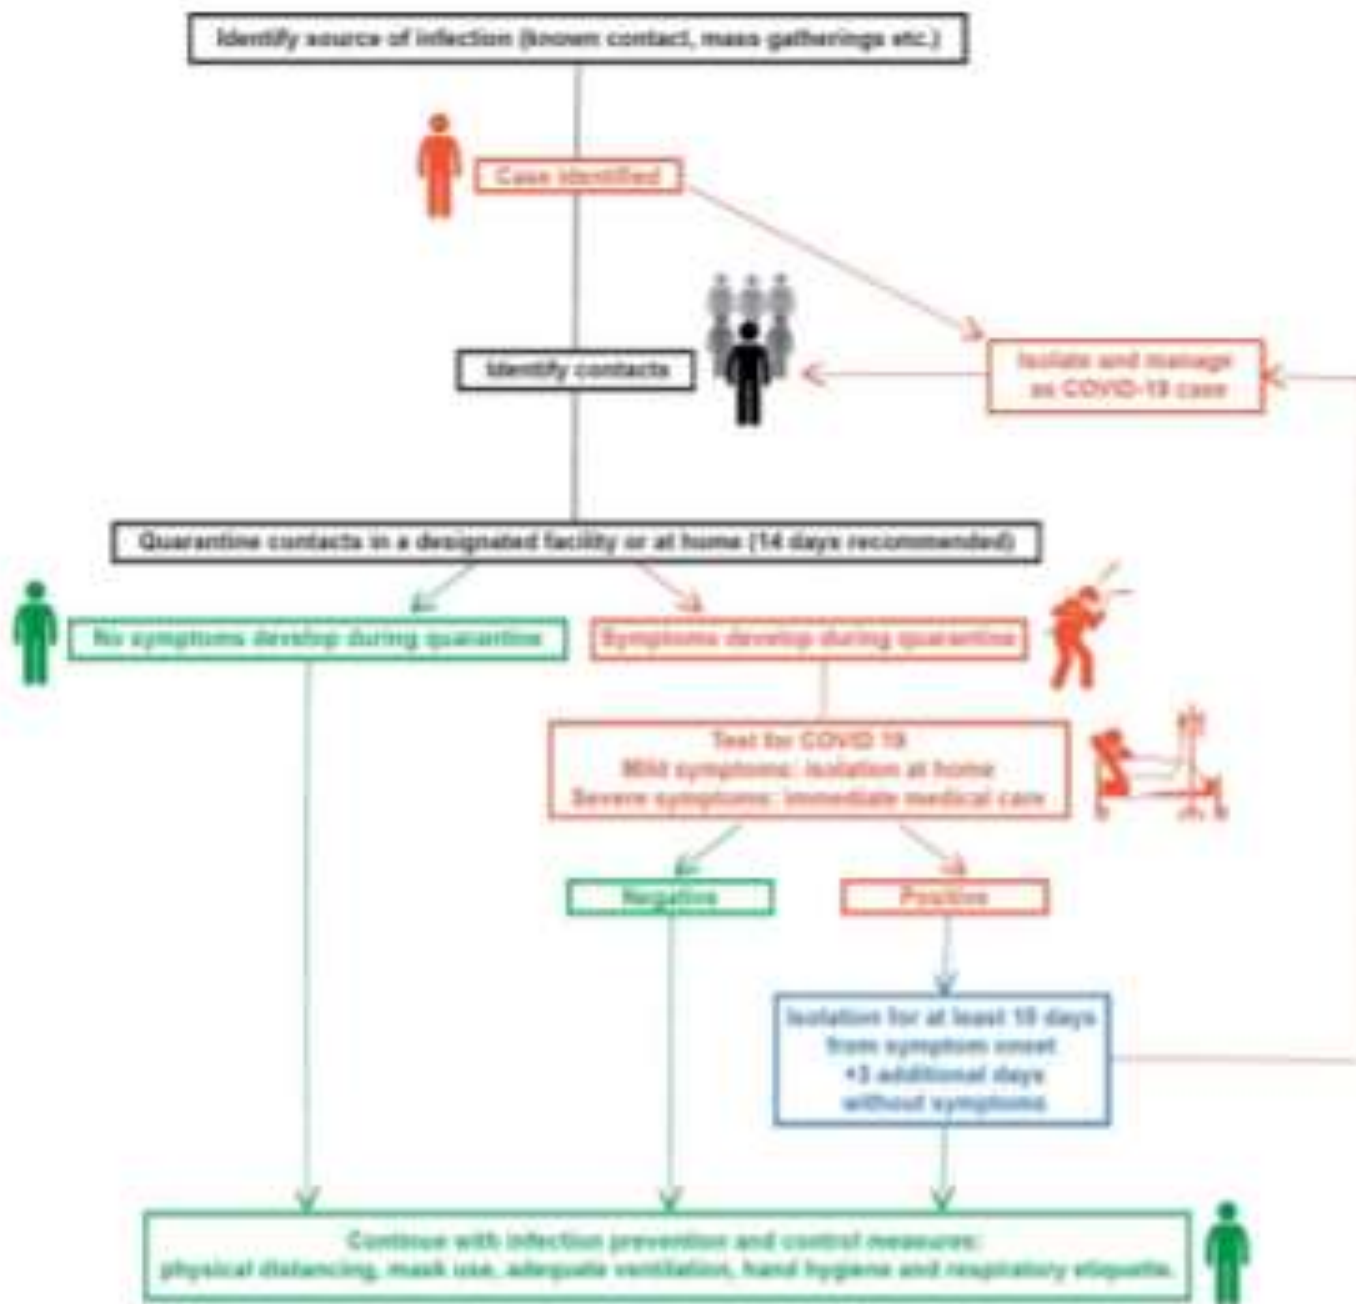 Identify source of infection (known contact, mass gatherings etc.)
Case identified
Identify contacts
Isolate and manage
as COVID-19 case
Quarantine contacts in a designated facility or at home (14 days recommended)
No symptoms develop during quarantine
Symptoms develop during quarantine
Test for COVID 19
Mild symptoms: isolation at home
Severe symptoms: immediate medical care
Negative
Positive
Isolation for at least 10 days
from symptom onset
+3 additional days
without symptoms
Continue with infection prevention and control measures:
physical distancing, mask use, adequate ventilation, hand hygiene and respiratory etiquette.